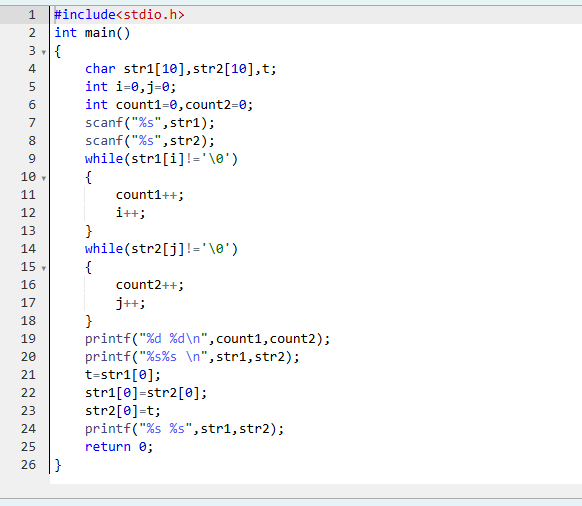 1 #include<stdio.h>
2 int main()
3 {
4     char str1[10],str2[10],t;
5     int i=0,j=0;
6     int count1=0,count2=0;
7     scanf("%s",str1);
8     scanf("%s",str2);
9     while(str1[i]!='\0')
10     {
11         count1++;
12         i++;
13     }
14     while(str2[j]!='\0')
15     {
16         count2++;
17         j++;
18     }
19     printf("%d %d\n",count1,count2);
20     printf("%s%s \n",str1,str2);
21     t=str1[0];
22     str1[0]=str2[0];
23     str2[0]=t;
24     printf("%s %s",str1,str2);
25     return 0;
26 }